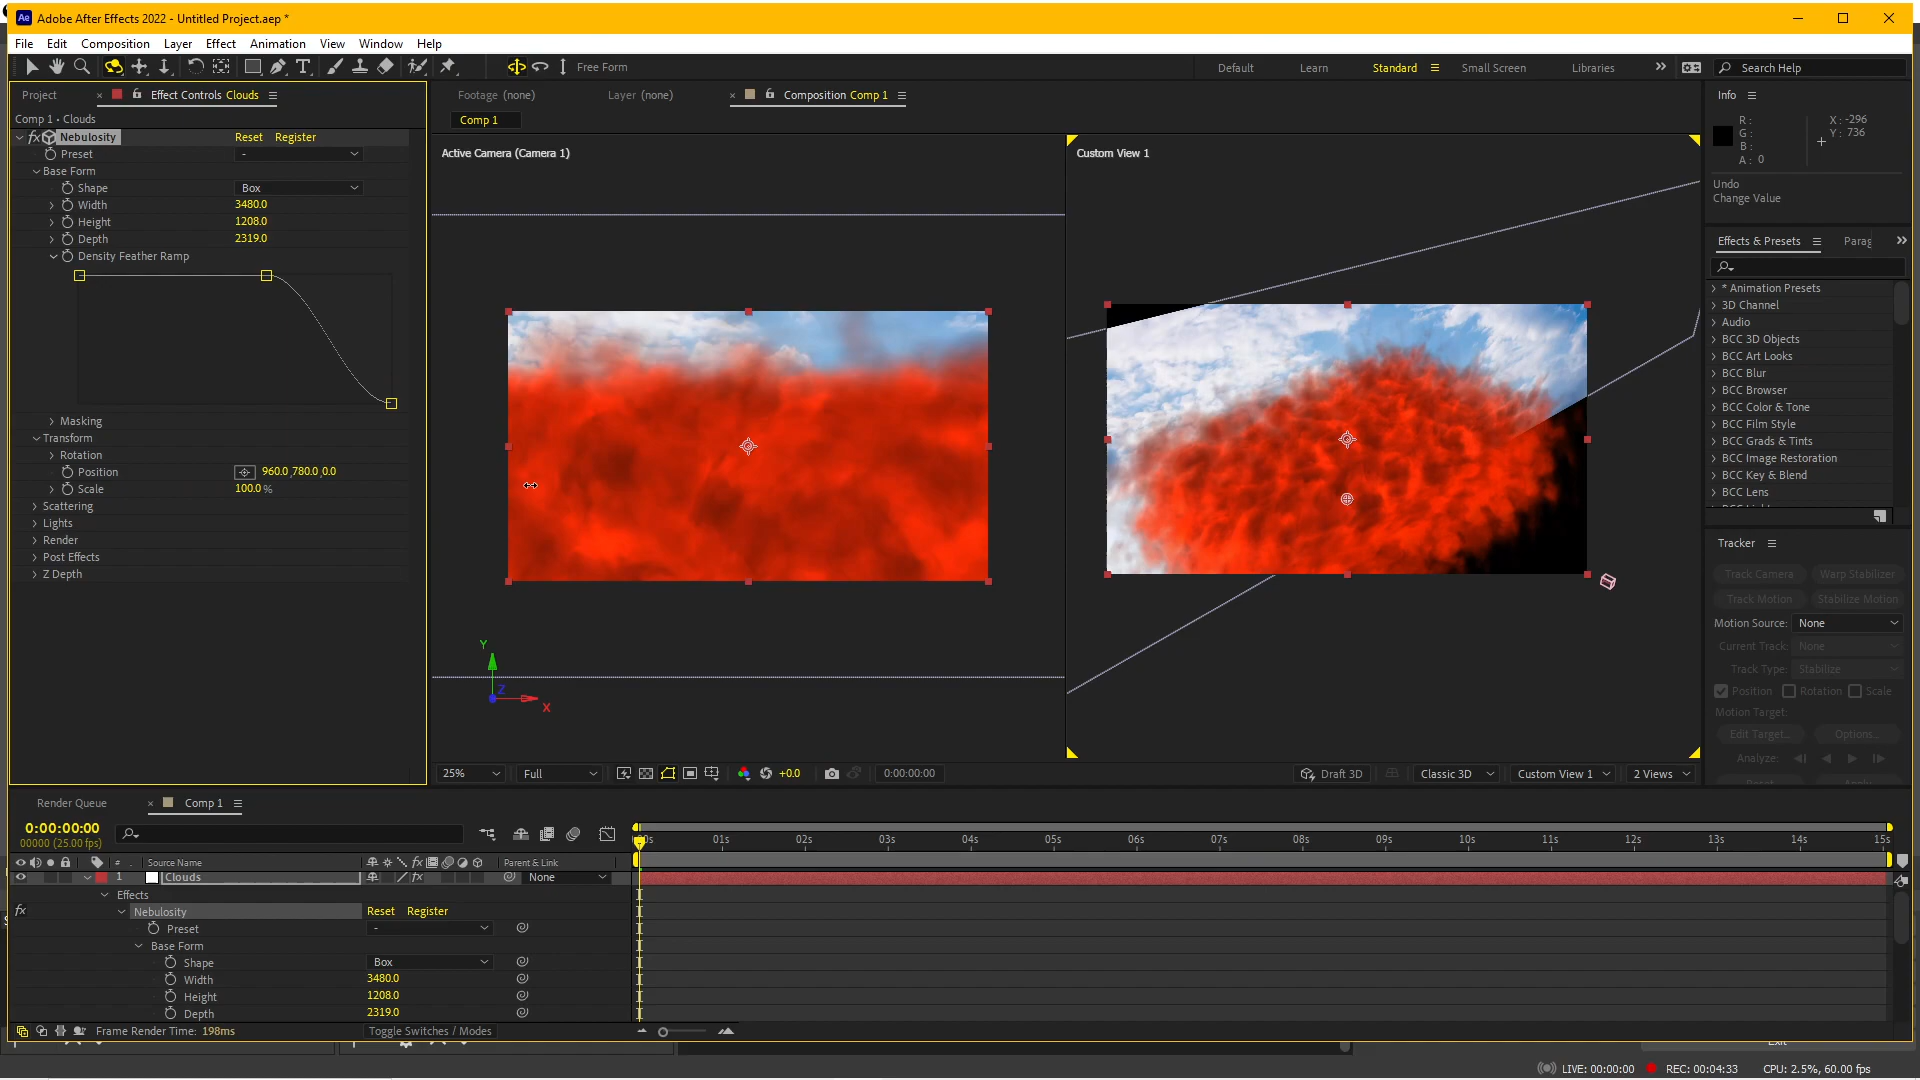 Ae Adobe After Effects 2022 - Untitled Project.aep *
File Edit Composition Layer Effect Animation View Window Help
Free Form Default Learn Standard Small Screen Libraries Search Help
Project Effect Controls Clouds
Comp 1 • Clouds
fx Nebulosity Reset Register
Preset -
Base Form
Shape Box
Width 3480.0
Height 1208.0
Depth 2319.0
Density Feather Ramp
Masking
Transform
Rotation
Position 960.0,780.0,0.0
Scale 100.0 %
Scattering
Lights
Render
Post Effects
Z Depth
Footage (none) Layer (none) Composition Comp 1
Comp 1
Active Camera (Camera 1) Custom View 1
Y
Z
X
25% Full +0.0 0:00:00:00 Draft 3D Classic 3D Custom View 1 2 Views
Info
R : X : -296
G : Y : 736
B :
A : 0
Undo
Change Value
Effects & Presets Parag
* Animation Presets
3D Channel
Audio
BCC 3D Objects
BCC Art Looks
BCC Blur
BCC Browser
BCC Color & Tone
BCC Film Style
BCC Grads & Tints
BCC Image Restoration
BCC Key & Blend
BCC Lens
Tracker
Track Camera Warp Stabilizer
Track Motion Stabilize Motion
Motion Source: None
Current Track: None
Track Type: Stabilize
Position Rotation Scale
Motion Target:
Edit Target... Options...
Analyze:
Render Queue Comp 1
0:00:00:00
00000 (25.00 fps)
00s 01s 02s 03s 04s 05s 06s 07s 08s 09s 10s 11s 12s 13s 14s 15s
# Source Name fx Parent & Link
1 Clouds fx None
Effects
fx Nebulosity Reset Register
Preset -
Base Form
Shape Box
Width 3480.0
Height 1208.0
Depth 2319.0
Frame Render Time: 198ms Toggle Switches / Modes
Exit
LIVE: 00:00:00 REC: 00:04:33 CPU: 2.5%, 60.00 fps